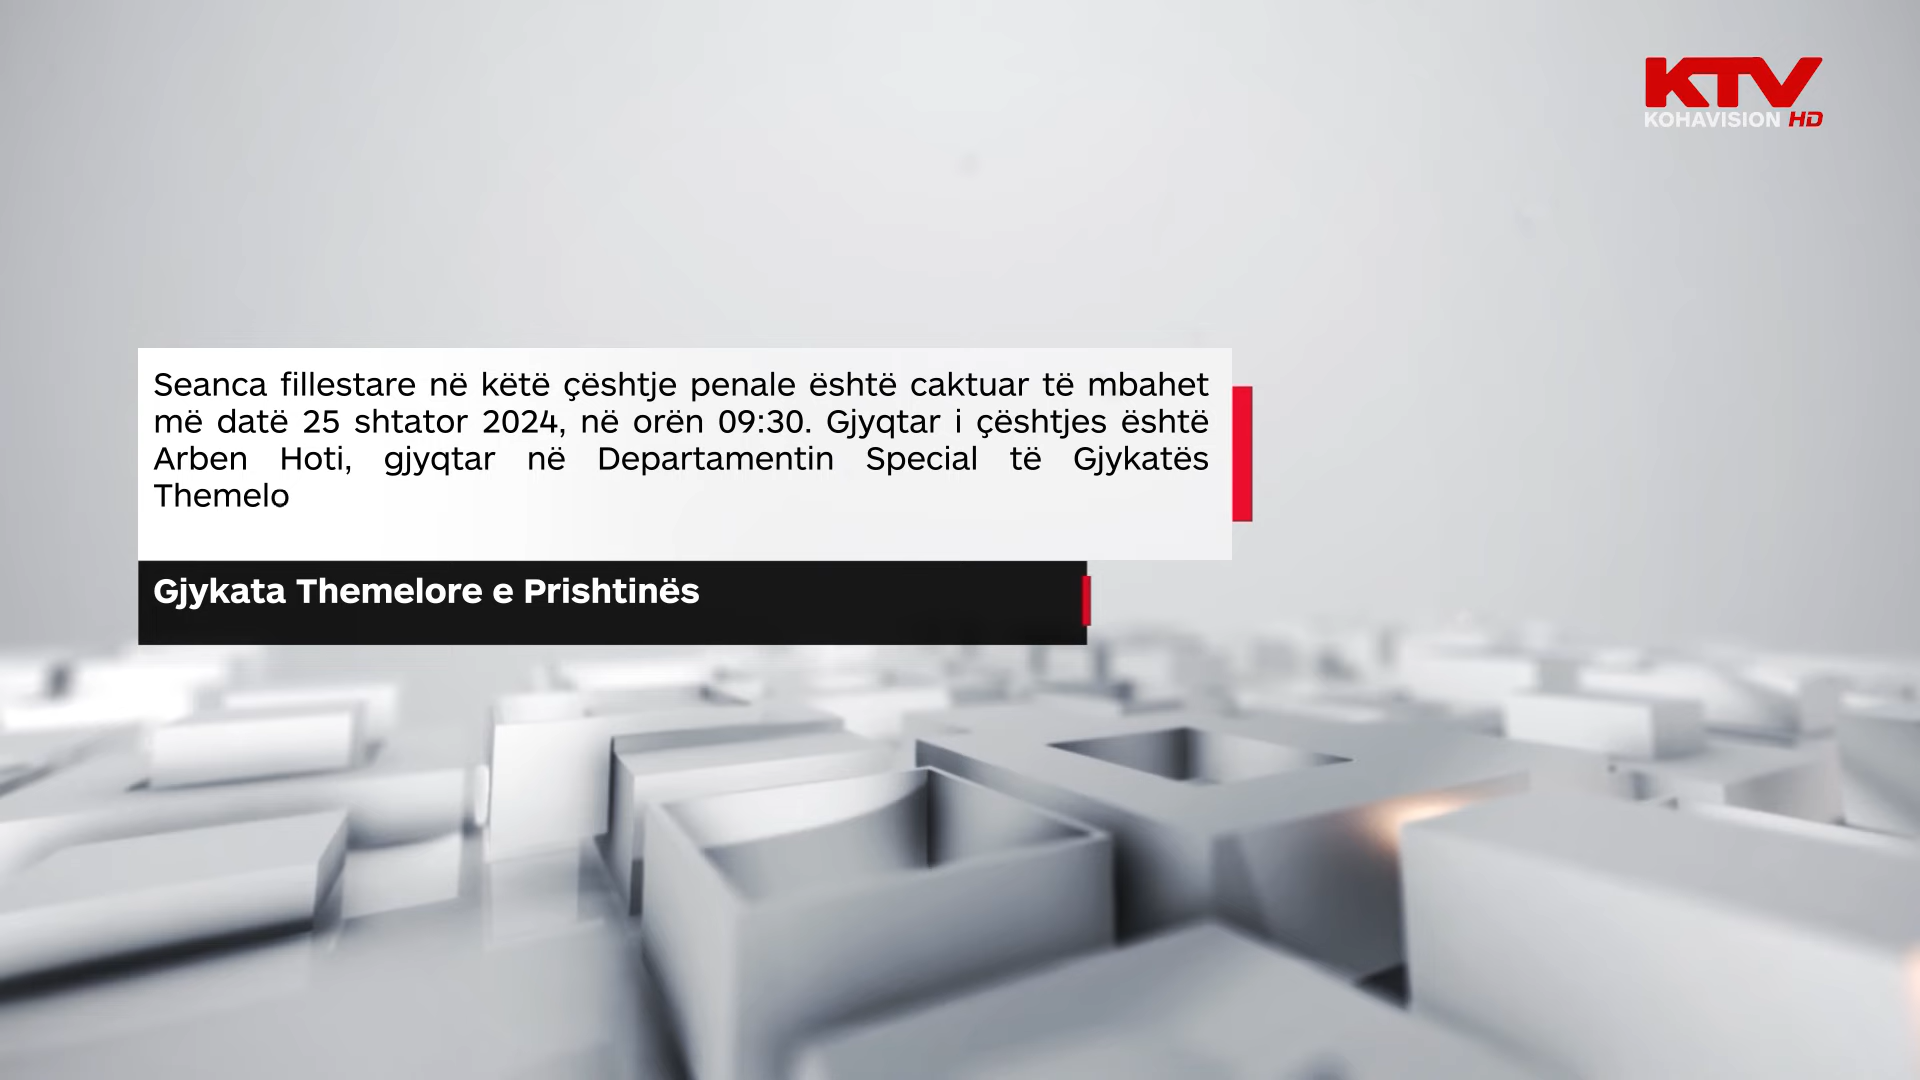 KTV
KOHAVISION HD
Seanca fillestare në këtë çështje penale është caktuar të mbahet
më datë 25 shtator 2024, në orën 09:30. Gjyqtar i çështjes është
Arben Hoti, gjyqtar në Departamentin Special të Gjykatës
Themelo
Gjykata Themelore e Prishtinës